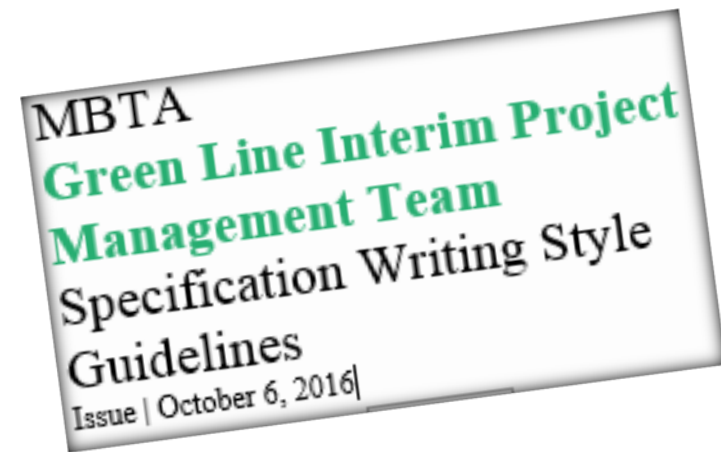 MBTA
Green Line Interim Project
Management Team
Specification Writing Style
Guidelines
Issue | October 6, 2016